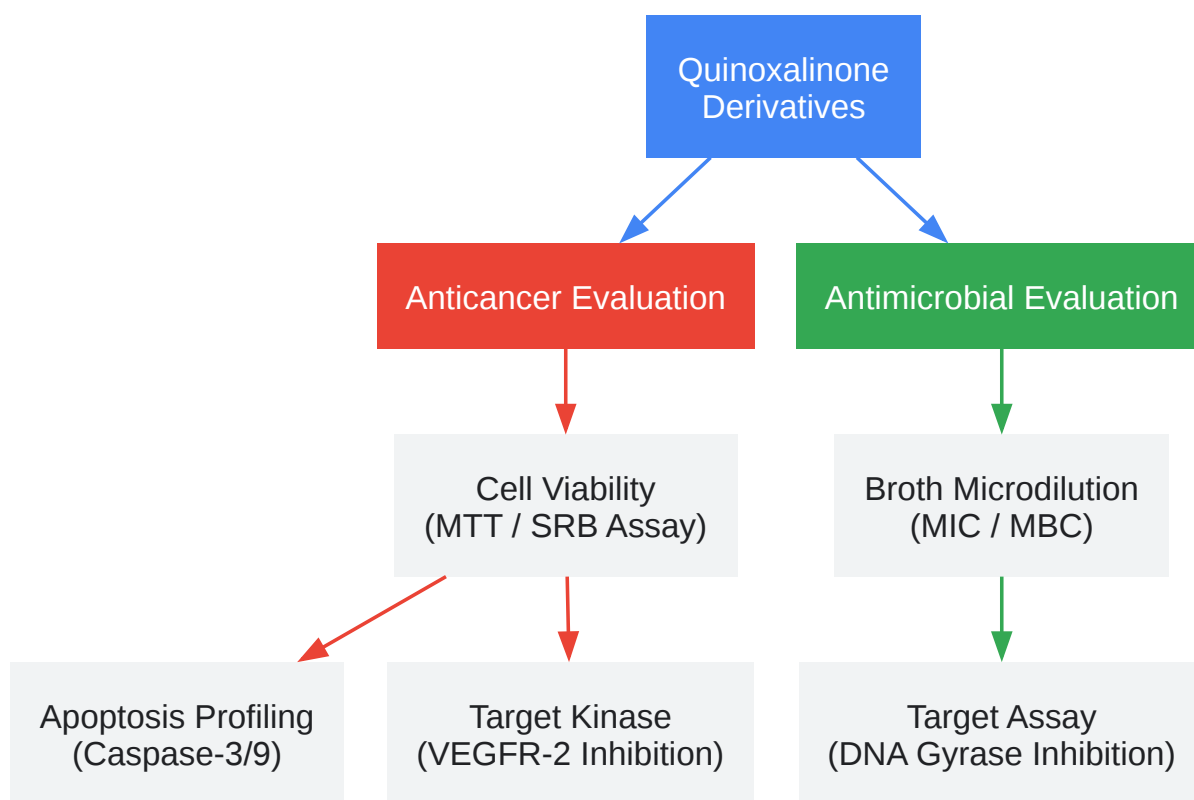 Quinoxalinone
Derivatives
Anticancer Evaluation
Antimicrobial Evaluation
Cell Viability
(MTT / SRB Assay)
Broth Microdilution
(MIC / MBC)
Apoptosis Profiling
(Caspase-3/9)
Target Kinase
(VEGFR-2 Inhibition)
Target Assay
(DNA Gyrase Inhibition)